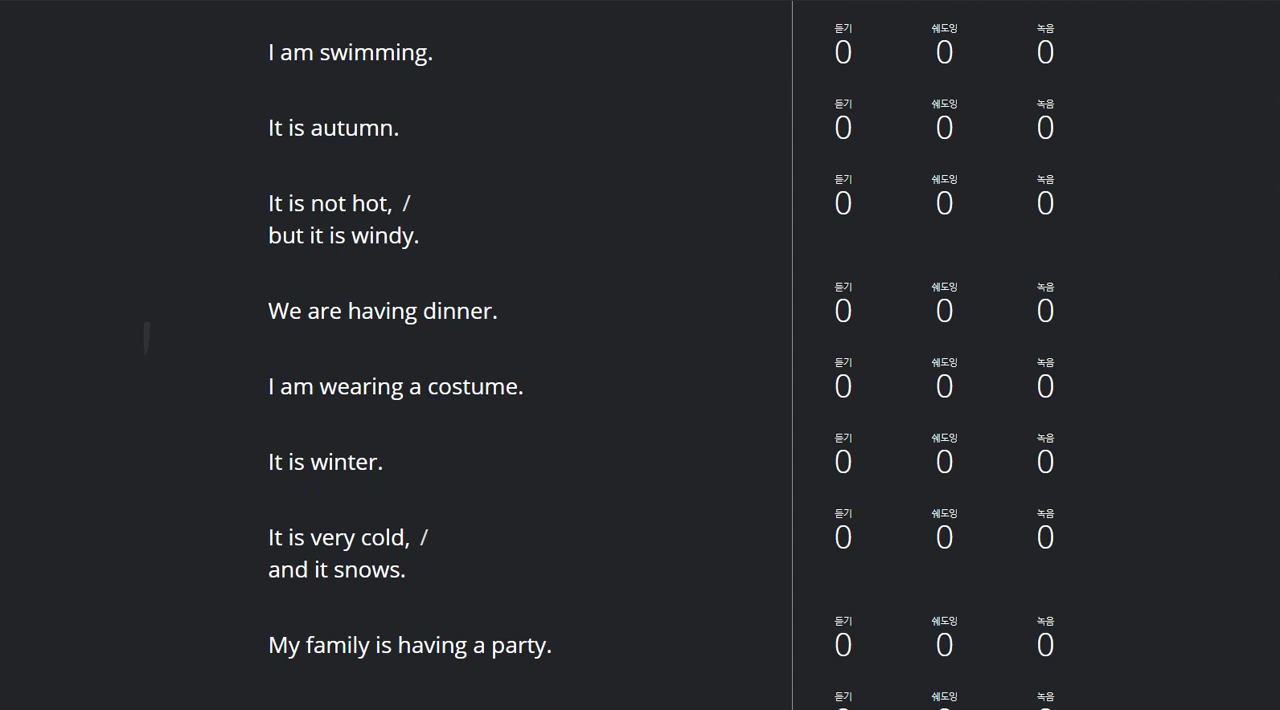 I am swimming.
듣기 쉐도잉 녹음
0 0 0
It is autumn.
듣기 쉐도잉 녹음
0 0 0
It is not hot, /
but it is windy.
듣기 쉐도잉 녹음
0 0 0
We are having dinner.
듣기 쉐도잉 녹음
0 0 0
I am wearing a costume.
듣기 쉐도잉 녹음
0 0 0
It is winter.
듣기 쉐도잉 녹음
0 0 0
It is very cold, /
and it snows.
듣기 쉐도잉 녹음
0 0 0
My family is having a party.
듣기 쉐도잉 녹음
0 0 0
듣기 쉐도잉 녹음